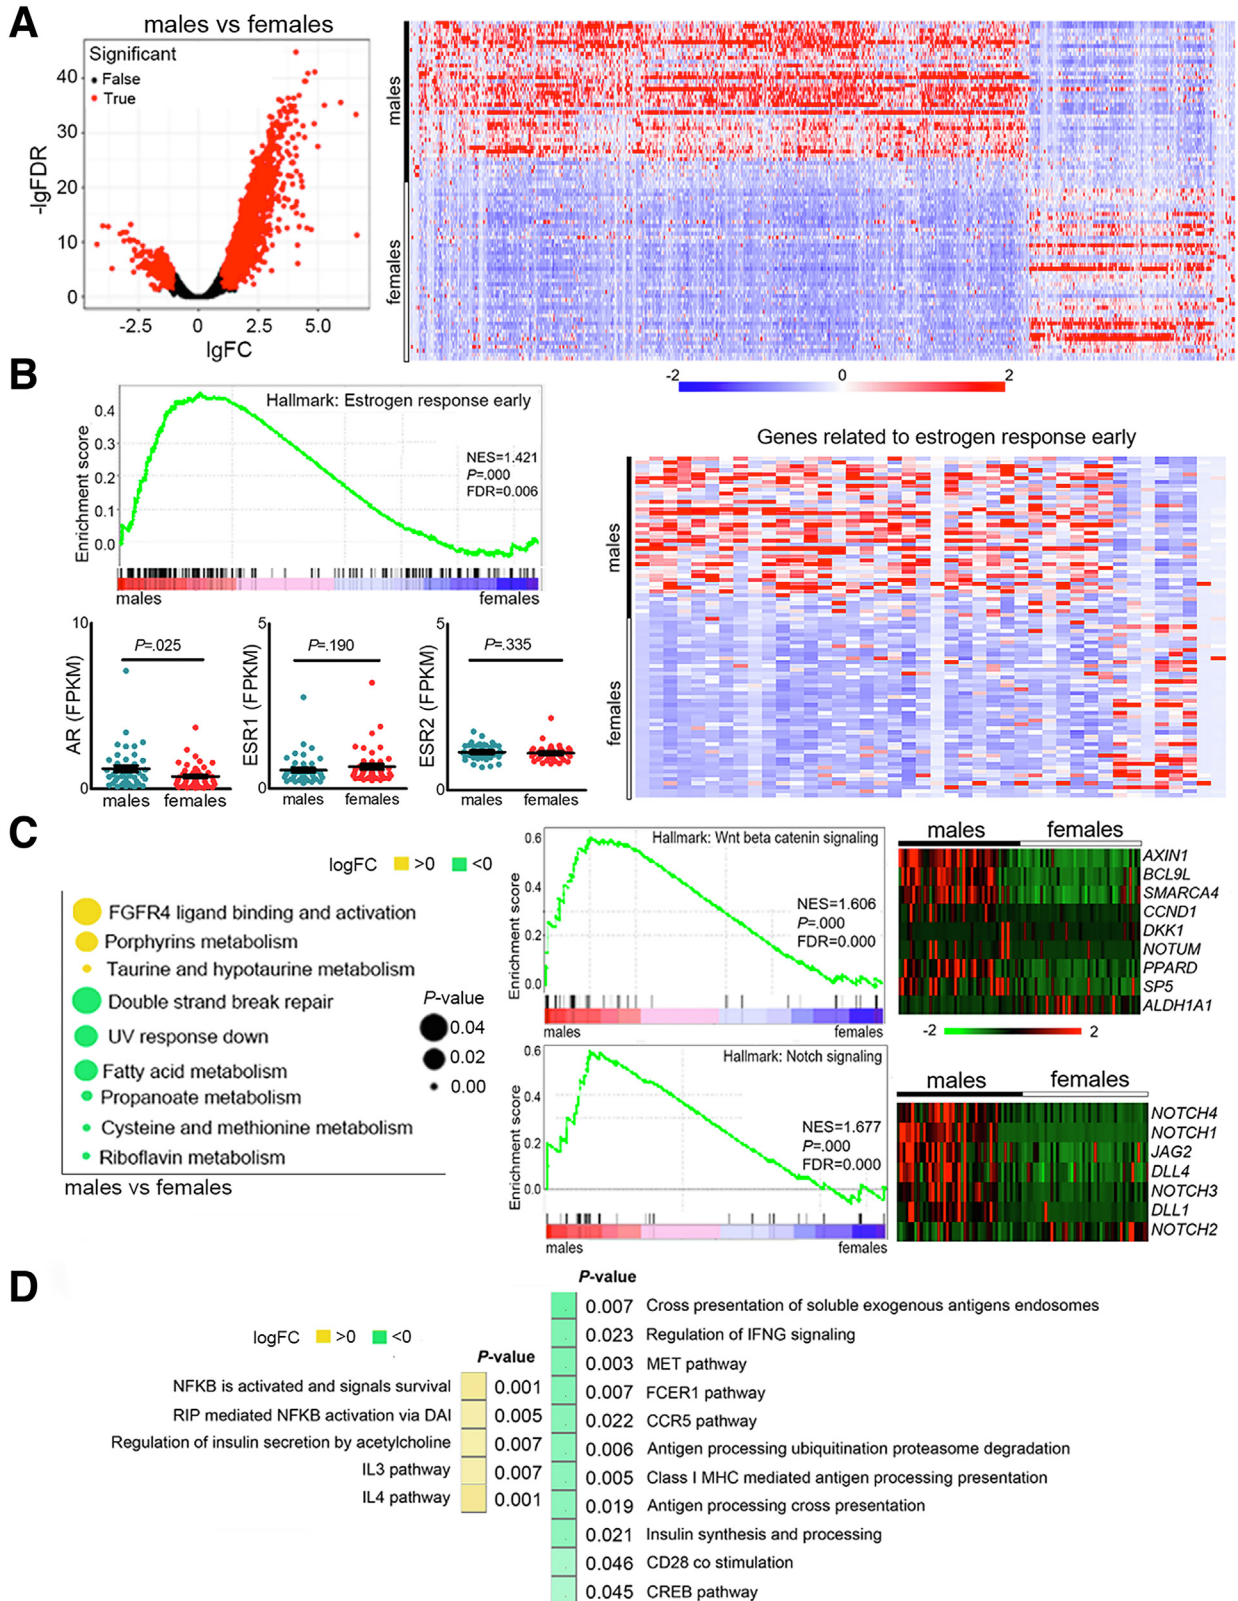 A
males vs females
Significant
False
True
40
30
20
10
0
-lgFDR
-2.5
0
2.5
5.0
lgFC
males
females
-2
0
2
B
Hallmark: Estrogen response early
Enrichment score
0.4
0.3
0.2
0.1
0.0
NES=1.421
P=.000
FDR=0.006
males
females
Genes related to estrogen response early
males
females
10
AR (FPKM)
0
P=.025
males
females
5
ESR1 (FPKM)
0
P=.190
males
females
5
ESR2 (FPKM)
0
P=.335
males
females
C
logFC >0 <0
FGFR4 ligand binding and activation
Porphyrins metabolism
Taurine and hypotaurine metabolism
Double strand break repair
UV response down
Fatty acid metabolism
Propanoate metabolism
Cysteine and methionine metabolism
Riboflavin metabolism
males vs females
P-value
0.04
0.02
0.00
Hallmark: Wnt beta catenin signaling
Enrichment score
0.6
0.4
0.2
0.0
NES=1.606
P=.000
FDR=0.000
males
females
males
females
AXIN1
BCL9L
SMARCA4
CCND1
DKK1
NOTUM
PPARD
SP5
ALDH1A1
-2
2
Hallmark: Notch signaling
Enrichment score
0.6
0.4
0.2
0.0
NES=1.677
P=.000
FDR=0.000
males
females
males
females
NOTCH4
NOTCH1
JAG2
DLL4
NOTCH3
DLL1
NOTCH2
D
logFC >0 <0
P-value
NFKB is activated and signals survival 0.001
RIP mediated NFKB activation via DAI 0.005
Regulation of insulin secretion by acetylcholine 0.007
IL3 pathway 0.007
IL4 pathway 0.001
P-value
0.007 Cross presentation of soluble exogenous antigens endosomes
0.023 Regulation of IFNG signaling
0.003 MET pathway
0.007 FCER1 pathway
0.022 CCR5 pathway
0.006 Antigen processing ubiquitination proteasome degradation
0.005 Class I MHC mediated antigen processing presentation
0.019 Antigen processing cross presentation
0.021 Insulin synthesis and processing
0.046 CD28 co stimulation
0.045 CREB pathway